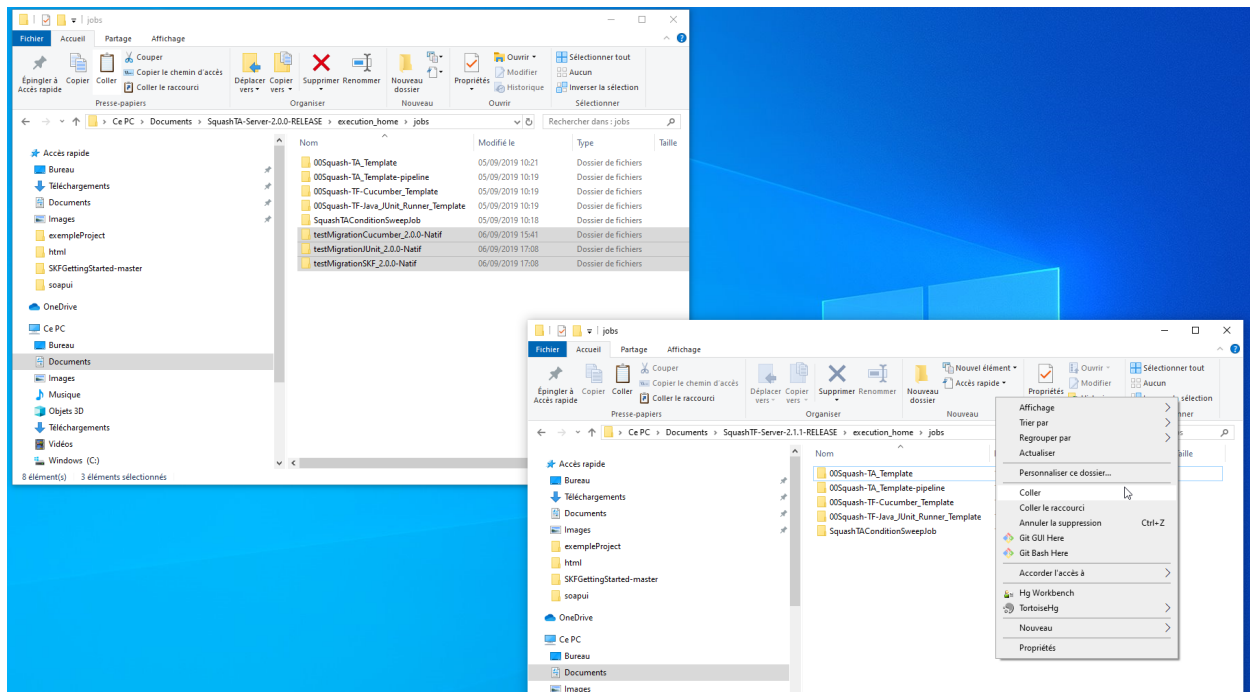 jobs
Fichier Accueil Partage Affichage
Épingler à Accès rapide
Copier
Coller
Couper
Copier le chemin d'accès
Coller le raccourci
Déplacer vers
Copier vers
Supprimer
Renommer
Nouveau dossier
Propriétés
Ouvrir
Modifier
Historique
Sélectionner tout
Aucun
Inverser la sélection
Presse-papiers Organiser Nouveau Ouvrir Sélectionner
Ce PC > Documents > SquashTA-Server-2.0.0-RELEASE > execution_home > jobs
Rechercher dans : jobs
Accès rapide
Bureau
Téléchargements
Documents
Images
exempleProject
html
SKFGettingStarted-master
soapui
OneDrive
Ce PC
Bureau
Documents
Images
Musique
Objets 3D
Téléchargements
Vidéos
Windows (C:)
Nom Modifié le Type Taille
00Squash-TA_Template 05/09/2019 10:21 Dossier de fichiers
00Squash-TA_Template-pipeline 05/09/2019 10:19 Dossier de fichiers
00Squash-TF-Cucumber_Template 05/09/2019 10:19 Dossier de fichiers
00Squash-TF-Java_JUnit_Runner_Template 05/09/2019 10:19 Dossier de fichiers
SquashTAConditionSweepJob 05/09/2019 10:18 Dossier de fichiers
testMigrationCucumber_2.0.0-Natif 06/09/2019 15:41 Dossier de fichiers
testMigrationJUnit_2.0.0-Natif 06/09/2019 17:08 Dossier de fichiers
testMigrationSKF_2.0.0-Natif 06/09/2019 17:08 Dossier de fichiers
8 élément(s) 3 éléments sélectionnés
jobs
Fichier Accueil Partage Affichage
Épingler à Accès rapide
Copier
Coller
Couper
Copier le chemin d'accès
Coller le raccourci
Déplacer vers
Copier vers
Supprimer
Renommer
Nouveau dossier
Nouvel élément
Accès rapide
Propriétés
Ouvrir
Modifier
Sélectionner tout
Aucun
sélection
Presse-papiers Organiser Nouveau
Ce PC > Documents > SquashTF-Server-2.1.1-RELEASE > execution_home > jobs
Accès rapide
Bureau
Téléchargements
Documents
Images
exempleProject
html
SKFGettingStarted-master
soapui
OneDrive
Ce PC
Bureau
Documents
Images
Nom
00Squash-TA_Template
00Squash-TA_Template-pipeline
00Squash-TF-Cucumber_Template
00Squash-TF-Java_JUnit_Runner_Template
SquashTAConditionSweepJob
Affichage
Trier par
Regrouper par
Actualiser
Personnaliser ce dossier...
Coller
Coller le raccourci
Annuler la suppression Ctrl+Z
Git GUI Here
Git Bash Here
Accorder l'accès à
Hg Workbench
TortoiseHg
Nouveau
Propriétés